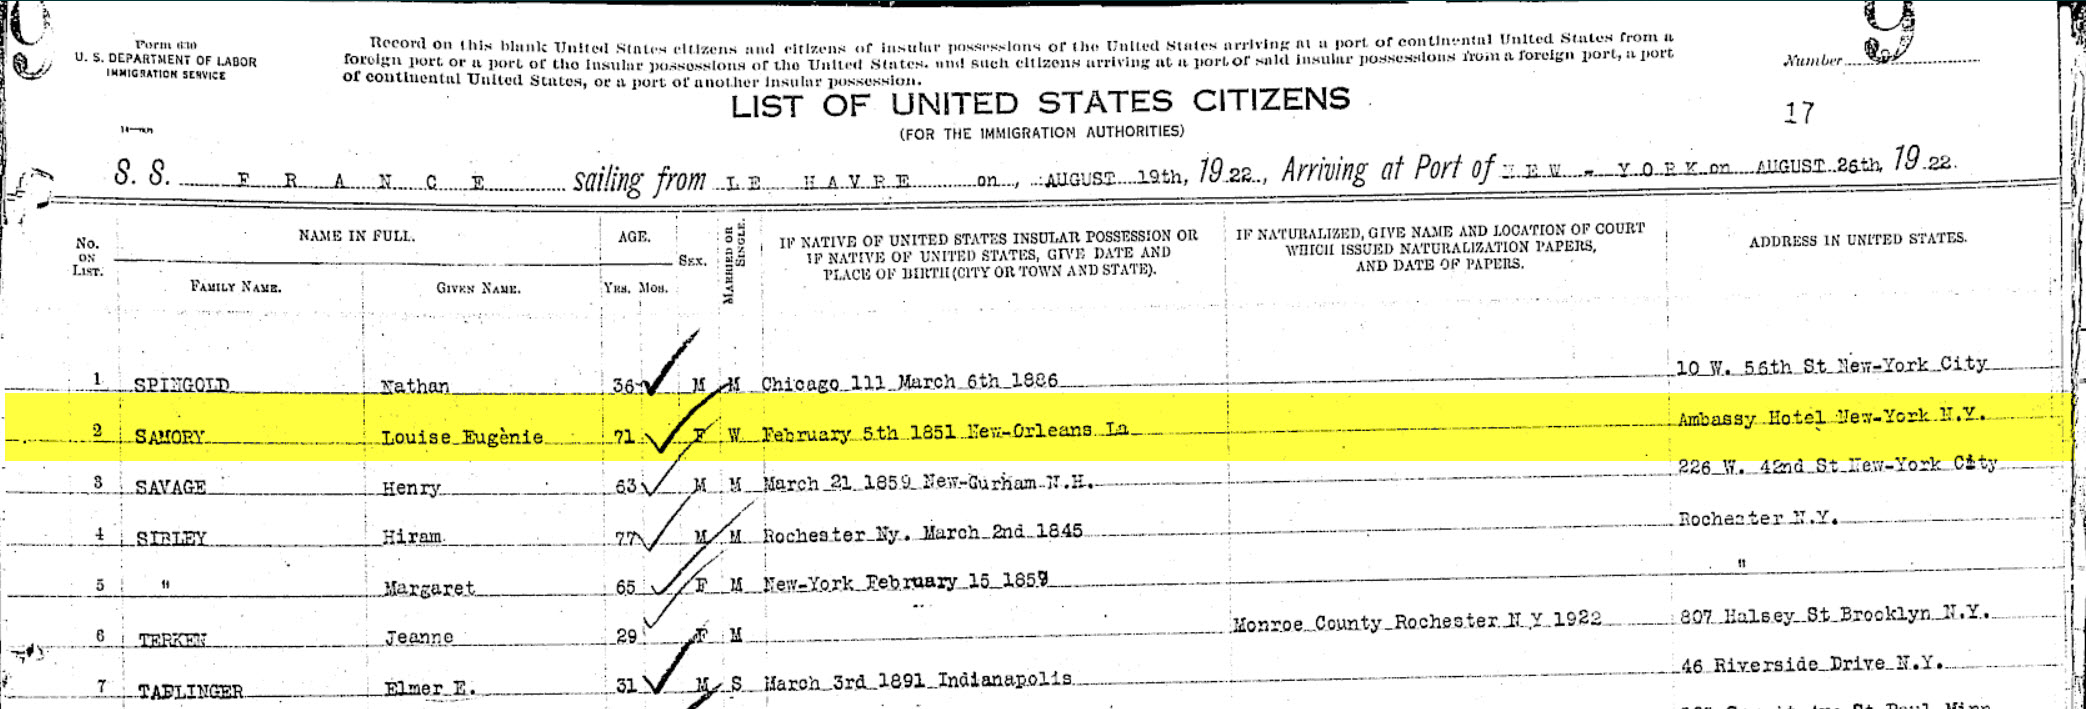 9
9
Form 630
U. S. DEPARTMENT OF LABOR
IMMIGRATION SERVICE
Record on this blank United States citizens and citizens of insular possessions of the United States arriving at a port of continental United States from a
foreign port or a port of the insular possessions of the United States, and such citizens arriving at a port of said insular possessions from a foreign port, a port
of continental United States, or a port of another insular possession.
Number
LIST OF UNITED STATES CITIZENS
(FOR THE IMMIGRATION AUTHORITIES)
17
S. S. FRANCE sailing from LE HAVRE on, AUGUST 19th, 1922, Arriving at Port of NEW-YORK on AUGUST 26th, 1922.
No. ON LIST. NAME IN FULL. AGE. SEX. MARRIED OR SINGLE. IF NATIVE OF UNITED STATES INSULAR POSSESSION OR IF NATIVE OF UNITED STATES, GIVE DATE AND PLACE OF BIRTH (CITY OR TOWN AND STATE). IF NATURALIZED, GIVE NAME AND LOCATION OF COURT WHICH ISSUED NATURALIZATION PAPERS, AND DATE OF PAPERS. ADDRESS IN UNITED STATES.
FAMILY NAME. GIVEN NAME. YRS. MOS.
1 SPINGOLD Nathan 36 M M Chicago 111 March 6th 1886 10 W. 56th St New-York City
2 SAMORY Louise Eugènie 71 F W February 5th 1851 New-Orleans La Ambassy Hotel New-York N.Y.
3 SAVAGE Henry 63 M M March 21 1859 New-Gurham N.H. 226 W. 42nd St New-York City
4 SIBLEY Hiram 77 M M Rochester Ny. March 2nd 1845 Rochester N.Y.
5 " Margaret 65 F M New-York February 15 1859 "
6 TERKEN Jeanne 29 F M Monroe County Rochester N Y 1922 807 Halsey St Brooklyn N.Y.
7 TAPLINGER Elmer E. 31 M S March 3rd 1891 Indianapolis 46 Riverside Drive N.Y.